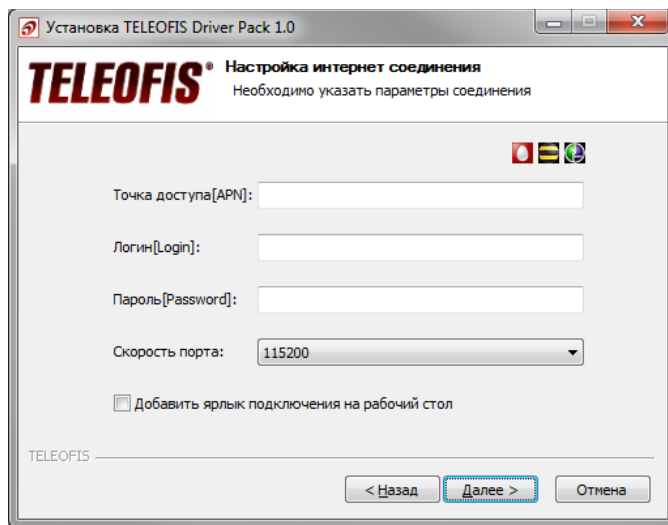 Установка TELEOFIS Driver Pack 1.0
TELEOFIS®
Настройка интернет соединения
Необходимо указать параметры соединения
Точка доступа[APN]:
Логин[Login]:
Пароль[Password]:
Скорость порта: 115200
Добавить ярлык подключения на рабочий стол
TELEOFIS
< Назад Далее > Отмена